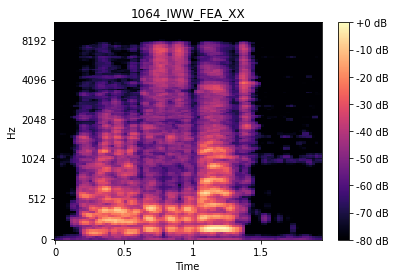 1064_IWW_FEA_XX
+0 dB
8192
-10 dB
4096
-20 dB
-30 dB
2048
Hz
-40 dB
1024
-50 dB
512
-60 dB
-70 dB
0
-80 dB
0
0.5
1
1.5
Time